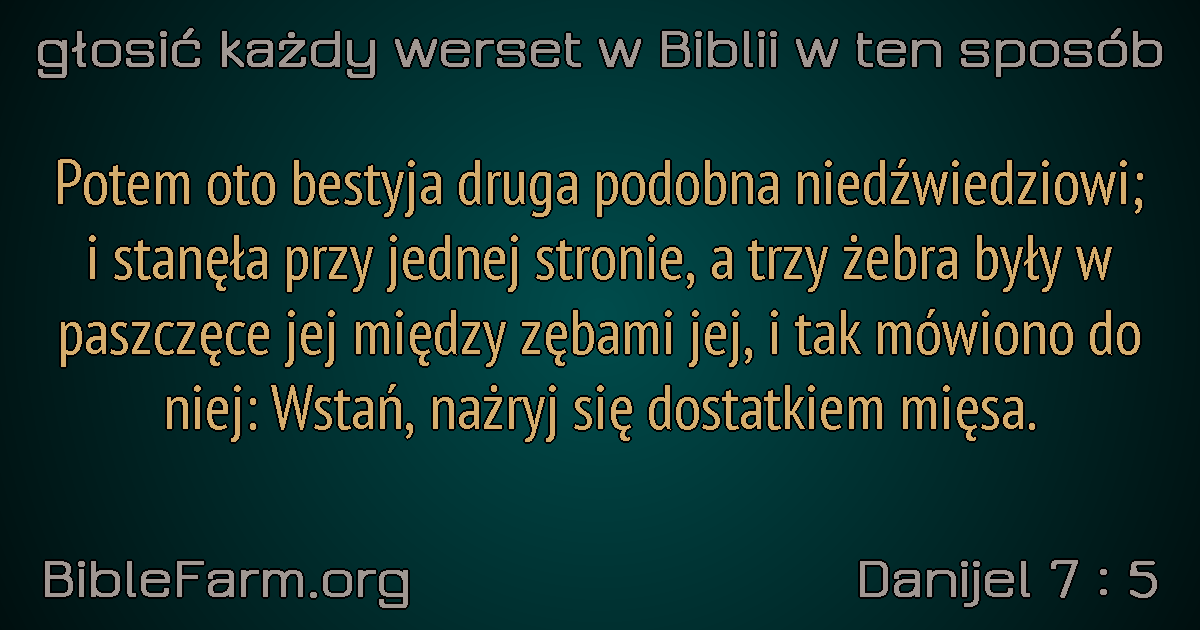 głosić każdy werset w Biblii w ten sposób
Potem oto bestyja druga podobna niedźwiedziowi;
i stanęła przy jednej stronie, a trzy żebra były w
paszczęce jej między zębami jej, i tak mówiono do
niej: Wstań, nażryj się dostatkiem mięsa.
BibleFarm.org
Danijel 7 : 5